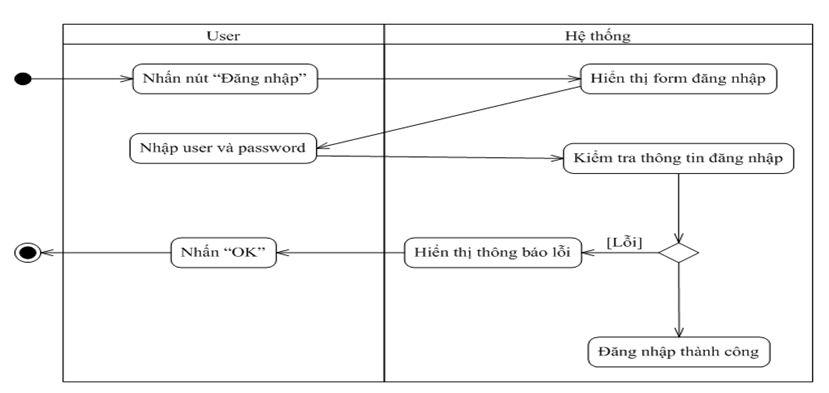 User
Hệ thống
Nhấn nút “Đăng nhập”
Hiển thị form đăng nhập
Nhập user và password
Kiểm tra thông tin đăng nhập
Nhấn “OK”
Hiển thị thông báo lỗi
[Lỗi]
Đăng nhập thành công